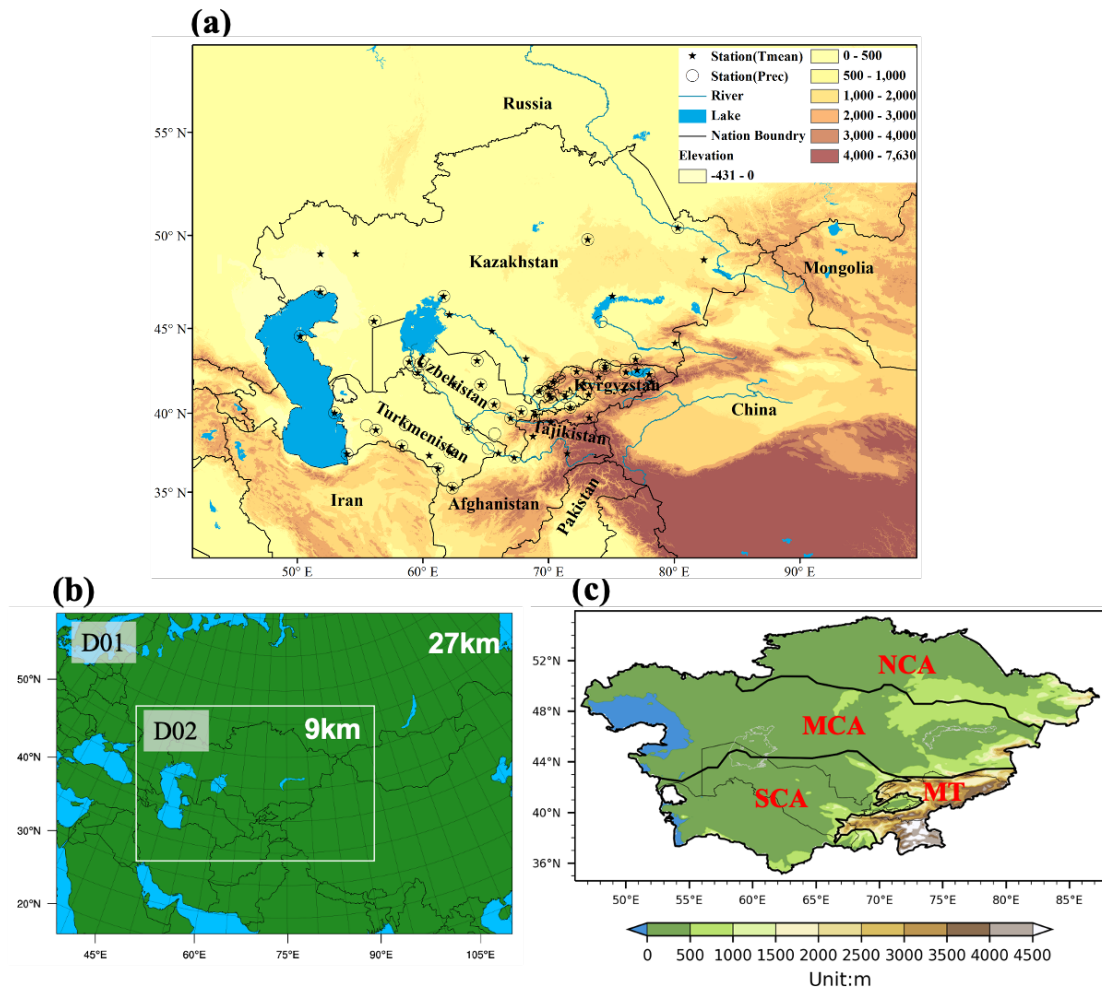 (a)
Station(Tmean)
Station(Prec)
River
Lake
Nation Boundry
Elevation
-431 - 0
0 - 500
500 - 1,000
1,000 - 2,000
2,000 - 3,000
3,000 - 4,000
4,000 - 7,630
Russia
Kazakhstan
Mongolia
Uzbekistan
Kyrgyzstan
Turkmenistan
Tajikistan
China
Iran
Afghanistan
Pakistan
55° N
50° N
45° N
40° N
35° N
50° E
60° E
70° E
80° E
90° E
(b)
D01
27km
D02
9km
50°N
40°N
30°N
20°N
45°E
60°E
75°E
90°E
105°E
(c)
NCA
MCA
SCA
MT
52°N
48°N
44°N
40°N
36°N
50°E
55°E
60°E
65°E
70°E
75°E
80°E
85°E
0 500 1000 1500 2000 2500 3000 3500 4000 4500
Unit:m